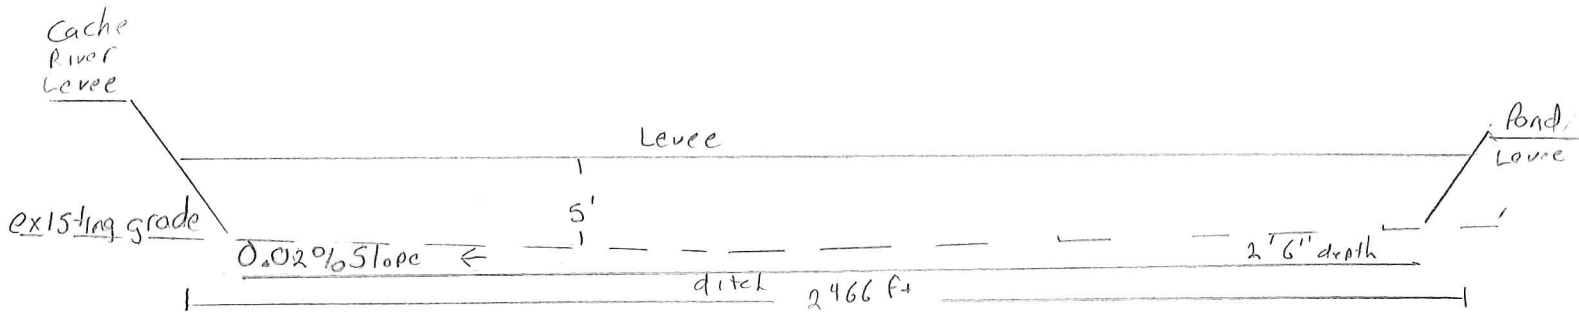 Cache
River
Levee
Pond
Levee
Levee
5'
existing grade
0.02% Slope ←
2'6" depth
ditch
2466 ft